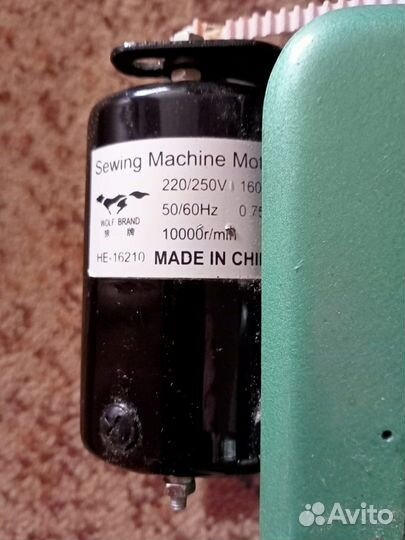 Sewing Machine Mot
220/250V 160
50/60Hz 0.75
WOLF BRAND
狼 牌
10000r/min
HE-16210 MADE IN CHIN
Avito